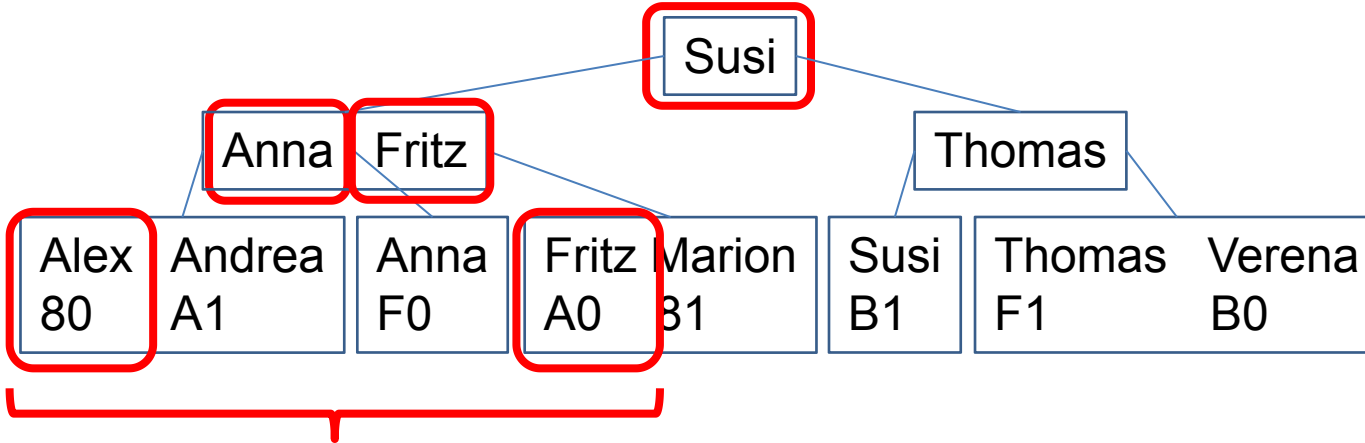 Susi
Anna Fritz
Thomas
Alex Andrea
80 A1
Anna
F0
Fritz Marion
A0 81
Susi
B1
Thomas Verena
F1 B0